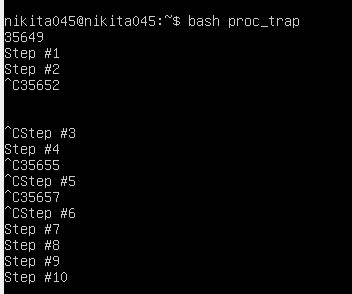 nikita045@nikita045:~$ bash proc_trap
35649
Step #1
Step #2
^C35652
^CStep #3
Step #4
^C35655
^CStep #5
^C35657
^CStep #6
Step #7
Step #8
Step #9
Step #10